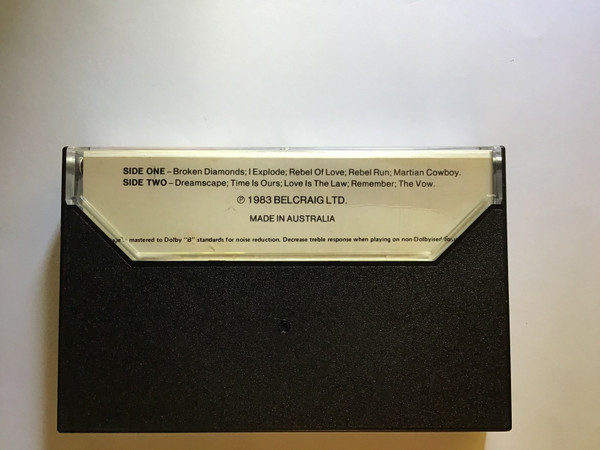 SIDE ONE – Broken Diamonds; I Explode; Rebel Of Love; Rebel Run; Martian Cowboy.
SIDE TWO – Dreamscape; Time Is Ours; Love Is The Law; Remember; The Vow.
℗ 1983 BELCRAIG LTD.
MADE IN AUSTRALIA
mastered to Dolby "B" standards for noise reduction. Decrease treble response when playing on non-Dolbyised